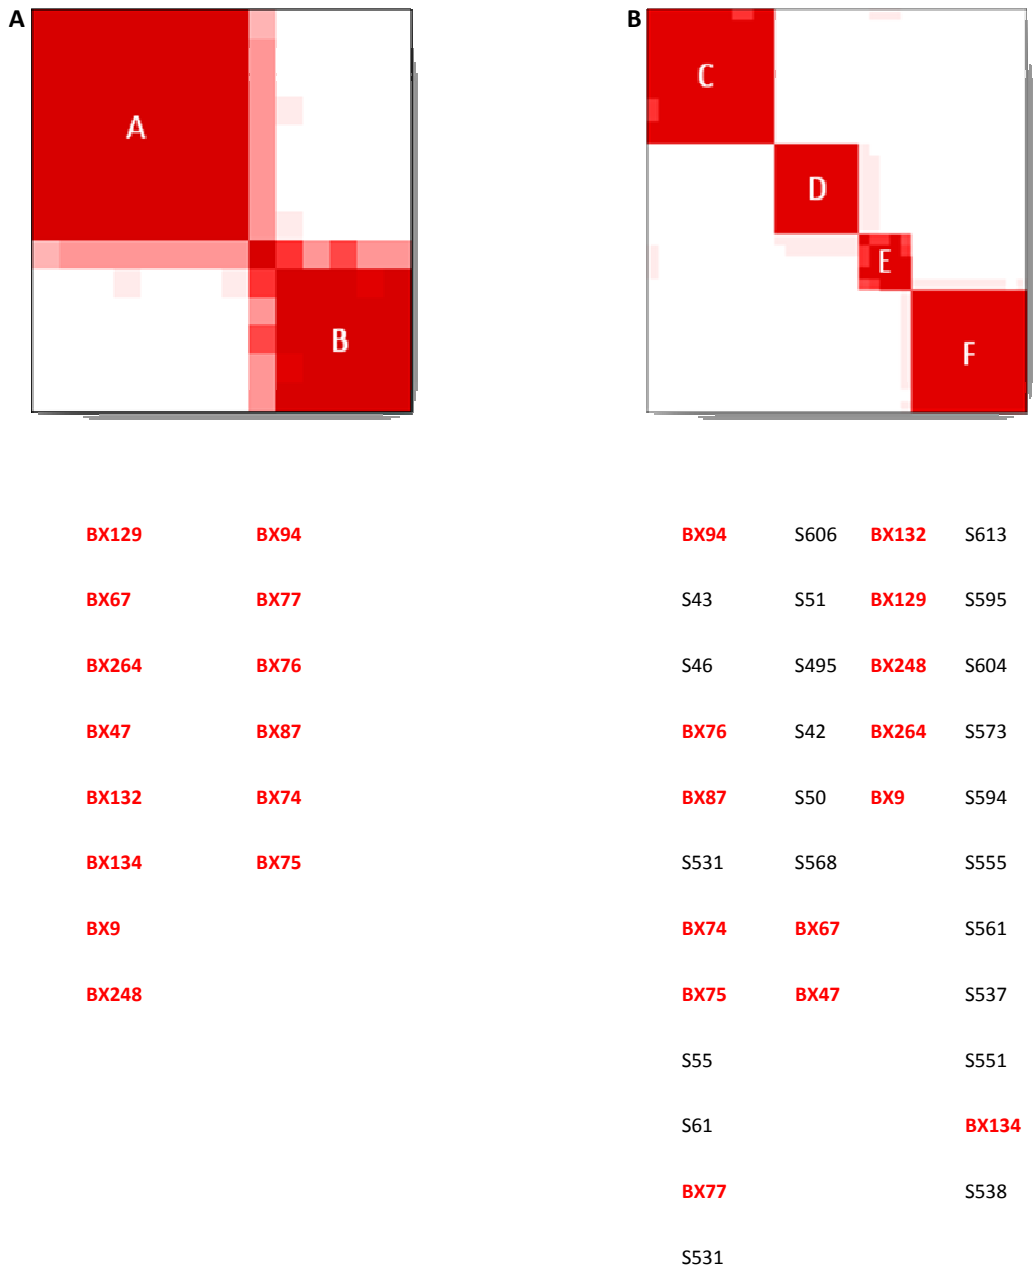 A B
A C
D
E
B F
BX129 BX94 BX94 S606 BX132 S613
BX67 BX77 S43 S51 BX129 S595
BX264 BX76 S46 S495 BX248 S604
BX47 BX87 BX76 S42 BX264 S573
BX132 BX74 BX87 S50 BX9 S594
BX134 BX75 S531 S568 S555
BX9 BX74 BX67 S561
BX248 BX75 BX47 S537
S55 S551
S61 BX134
BX77 S538
S531